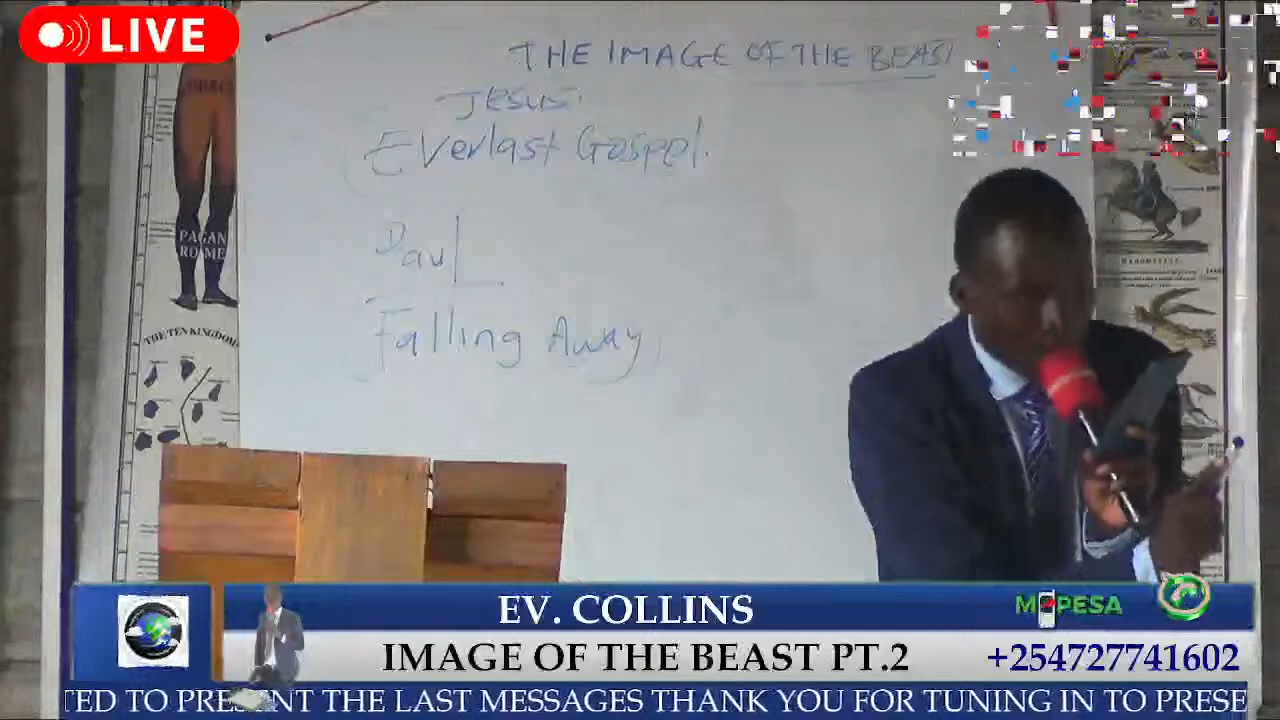 LIVE
THE IMAGE OF THE BEAST
JESUS.
Everlast Gospel.
Paul
Falling Away
PAGAN
ROME
THE TEN KINGDOMS
EV. COLLINS
M PESA
IMAGE OF THE BEAST PT.2
+254727741602
TED TO PRESENT THE LAST MESSAGES THANK YOU FOR TUNING IN TO PRESE